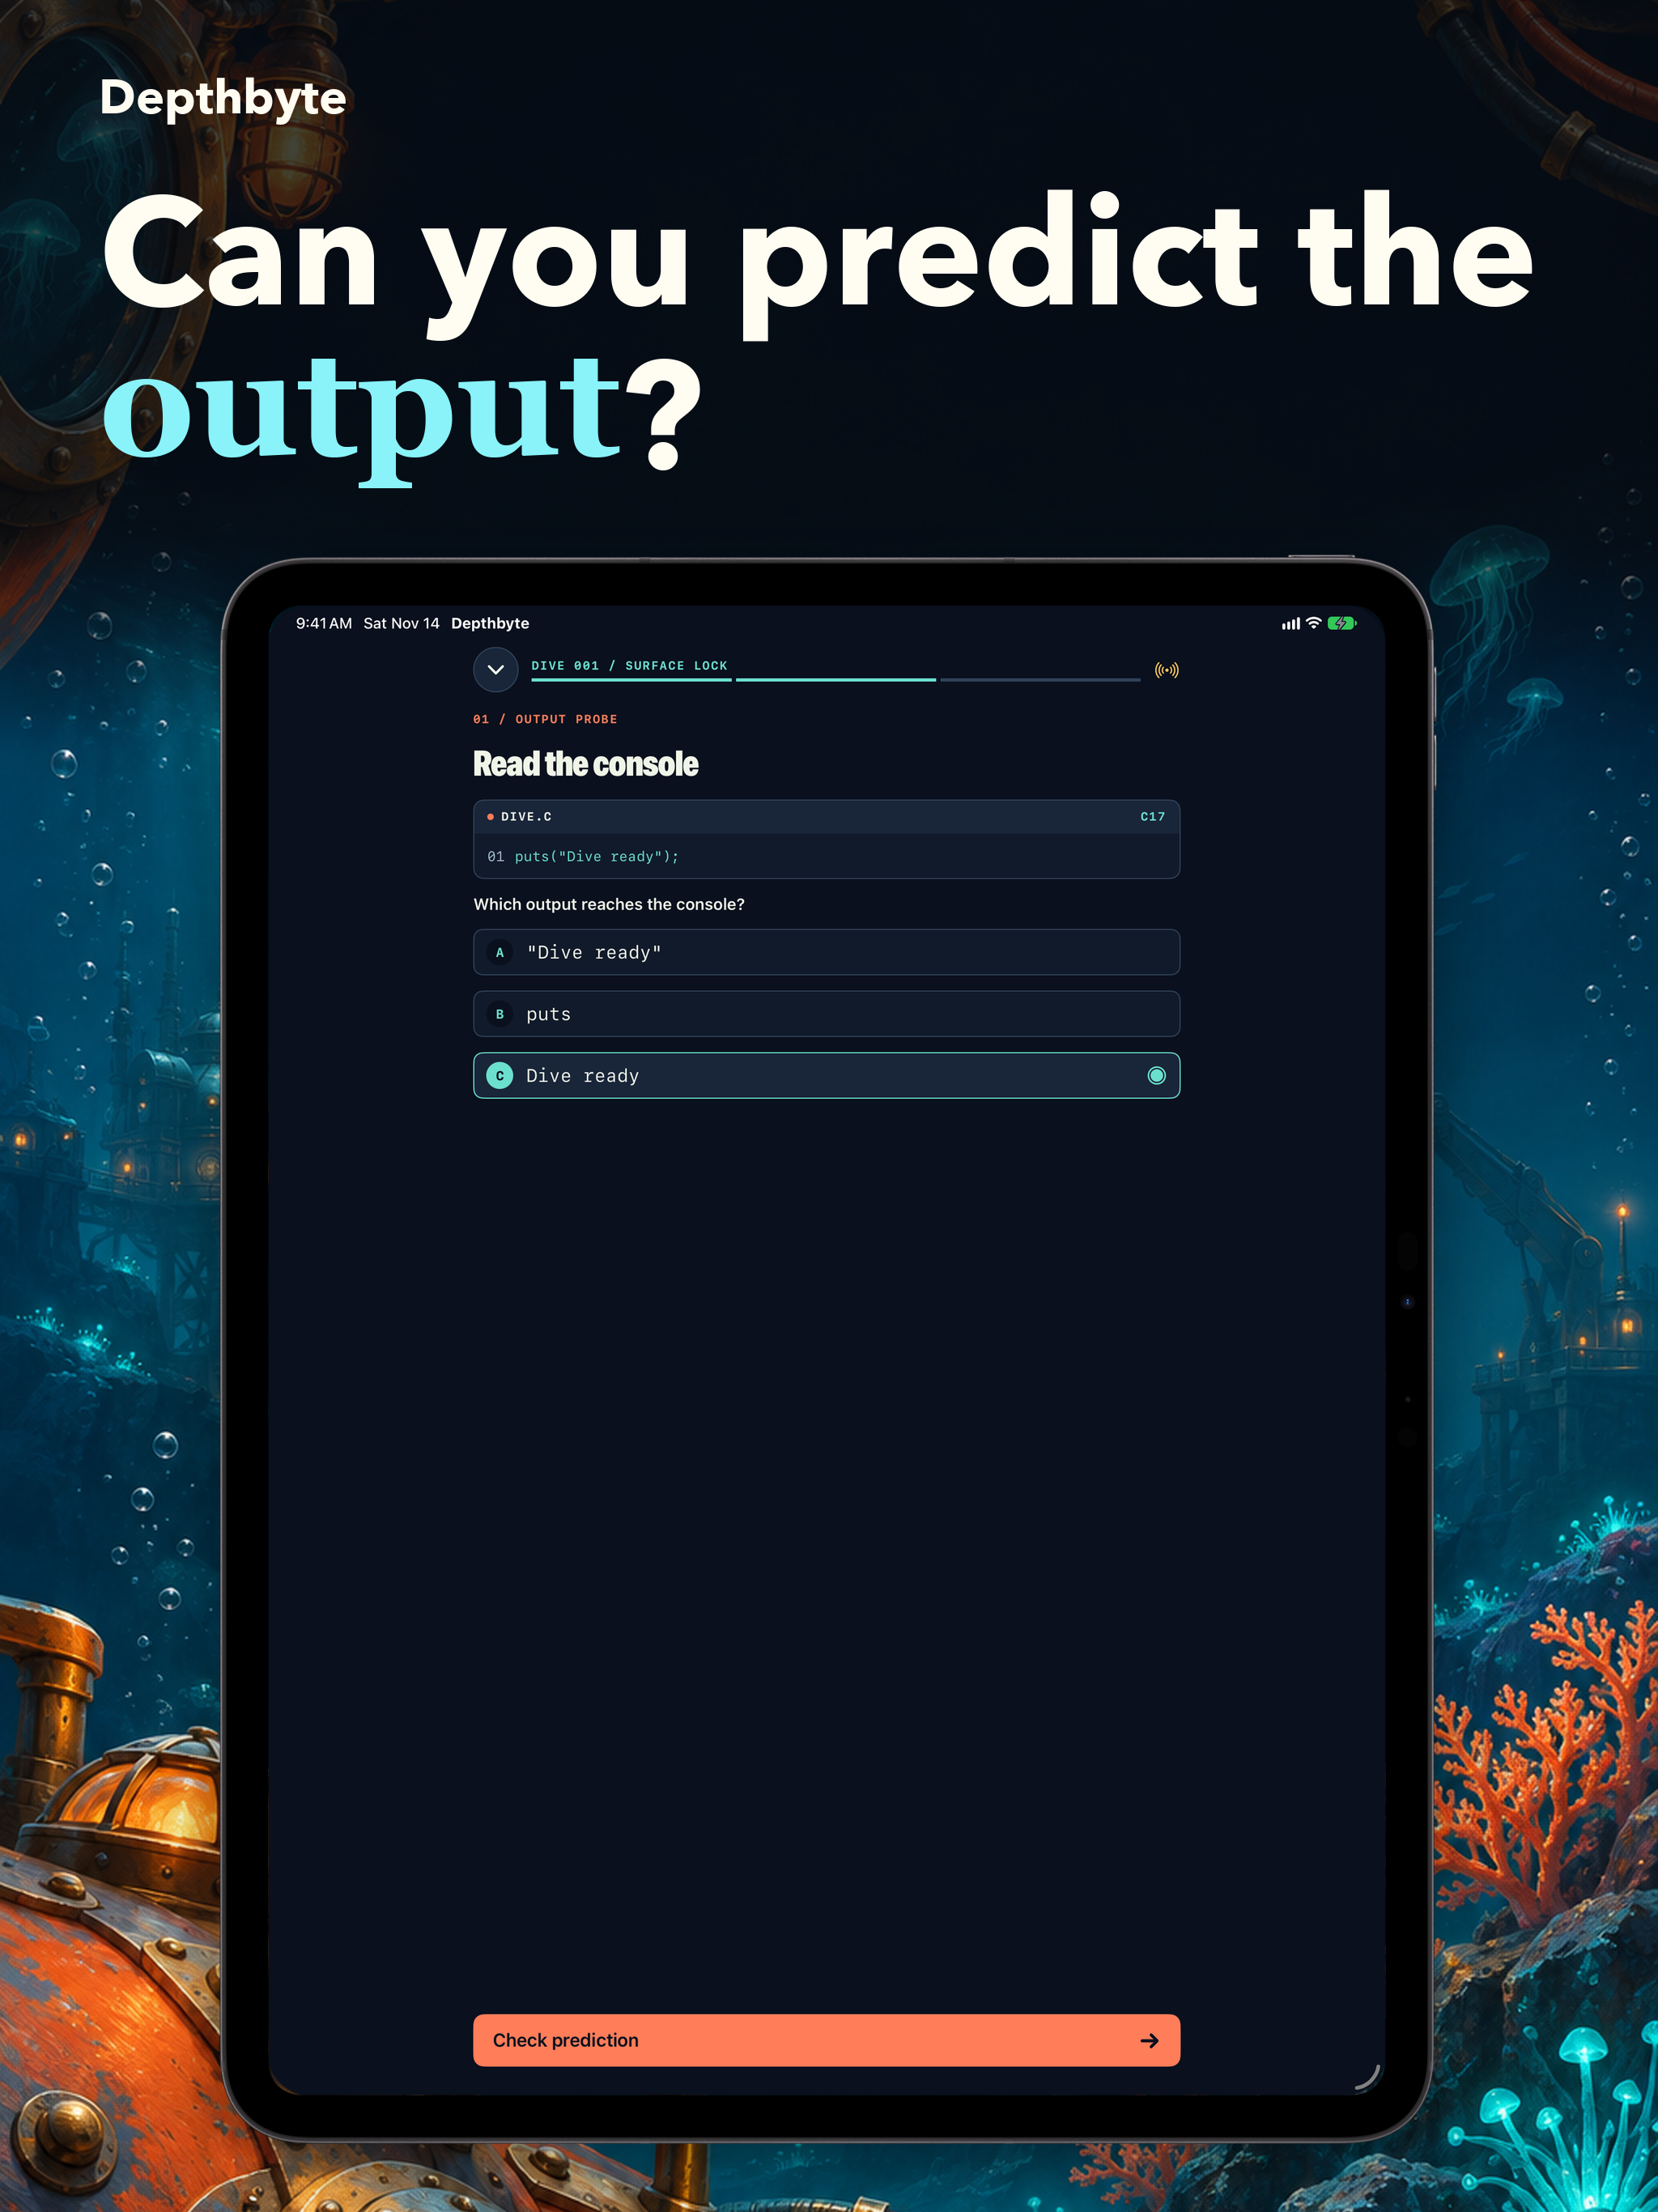 Depthbyte
Can you predict the
output?
9:41 AM Sat Nov 14 Depthbyte
DIVE 001 / SURFACE LOCK
01 / OUTPUT PROBE
Read the console
DIVE.C C17
01 puts("Dive ready");
Which output reaches the console?
A "Dive ready"
B puts
C Dive ready
Check prediction